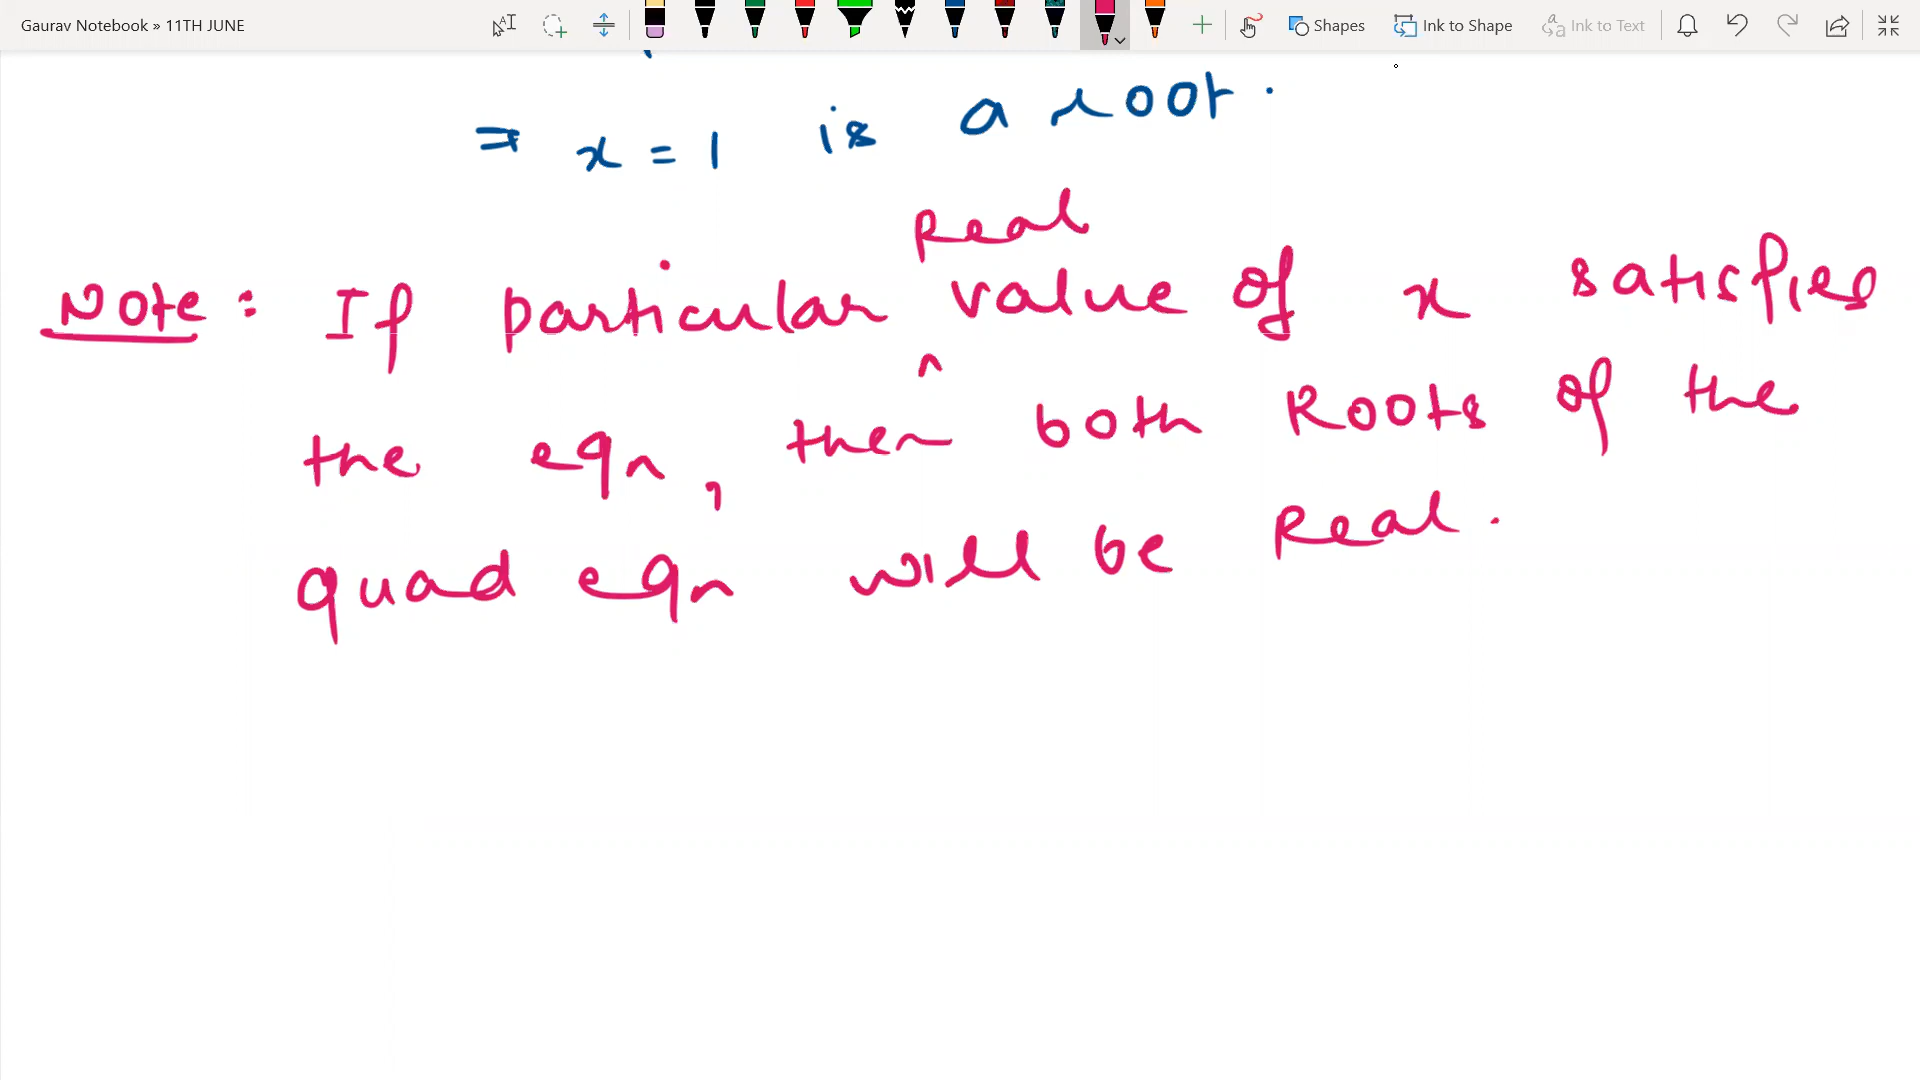 Gaurav Notebook » 11TH JUNE
Shapes
Ink to Shape
Ink to Text
⇒ x = 1 is a root.
Real
Note : If particular ^ value of x satisfies
the eqn, then both Roots of the
quad eqn will be Real.